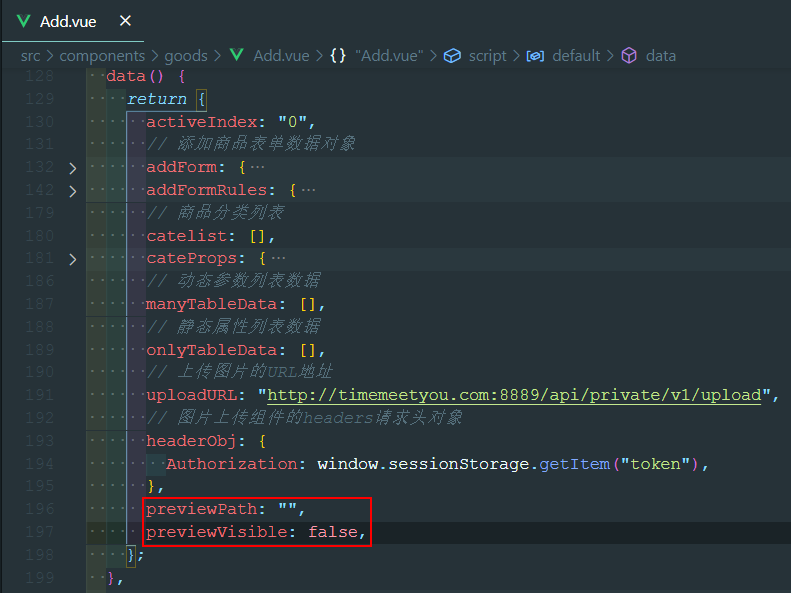 Add.vue ×
src > components > goods > Add.vue > {} "Add.vue" > script > default > data
128 data() {
129 return {
130 activeIndex: "0",
131 // 添加商品表单数据对象
132 > addForm: {…
142 > addFormRules: {…
179 // 商品分类列表
180 catelist: [],
181 > cateProps: {…
186 // 动态参数列表数据
187 manyTableData: [],
188 // 静态属性列表数据
189 onlyTableData: [],
190 // 上传图片的URL地址
191 uploadURL: "http://timemeetyou.com:8889/api/private/v1/upload",
192 // 图片上传组件的headers请求头对象
193 headerObj: {
194 Authorization: window.sessionStorage.getItem("token"),
195 },
196 previewPath: "",
197 previewVisible: false,
198 };
199 },